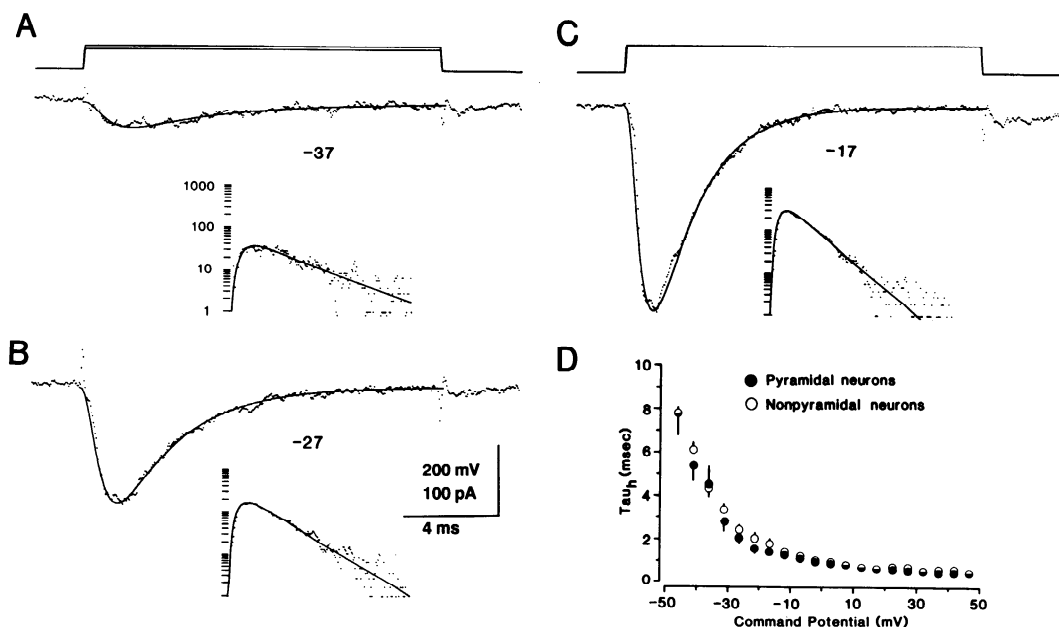 A
−37
1000
100
10
1
B
−27
200 mV
100 pA
4 ms
C
−17
D
10
8
6
4
2
0
Tau_h (msec)
Pyramidal neurons
Nonpyramidal neurons
−50 −30 −10 10 30 50
Command Potential (mV)